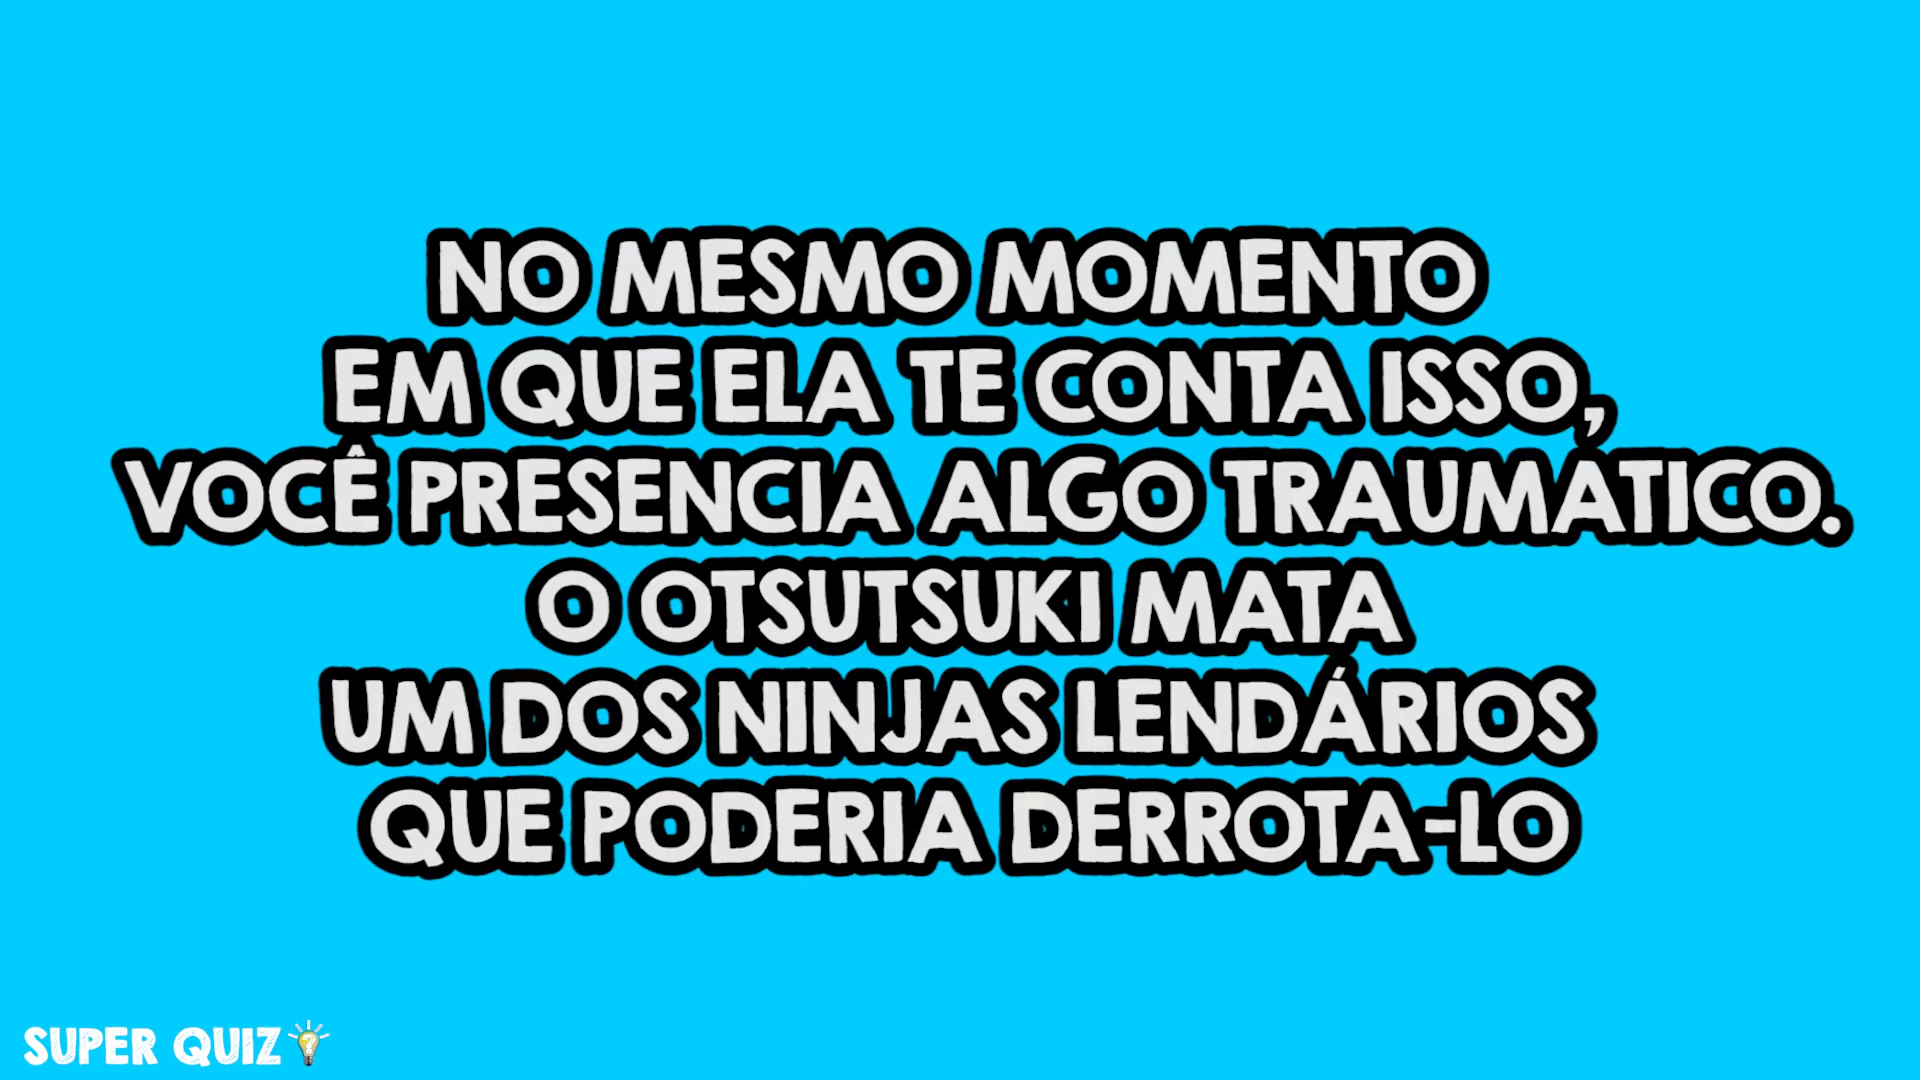 NO MESMO MOMENTO
EM QUE ELA TE CONTA ISSO,
VOCÊ PRESENCIA ALGO TRAUMÁTICO.
O OTSUTSUKI MATA
UM DOS NINJAS LENDÁRIOS
QUE PODERIA DERROTA-LO
SUPER QUIZ